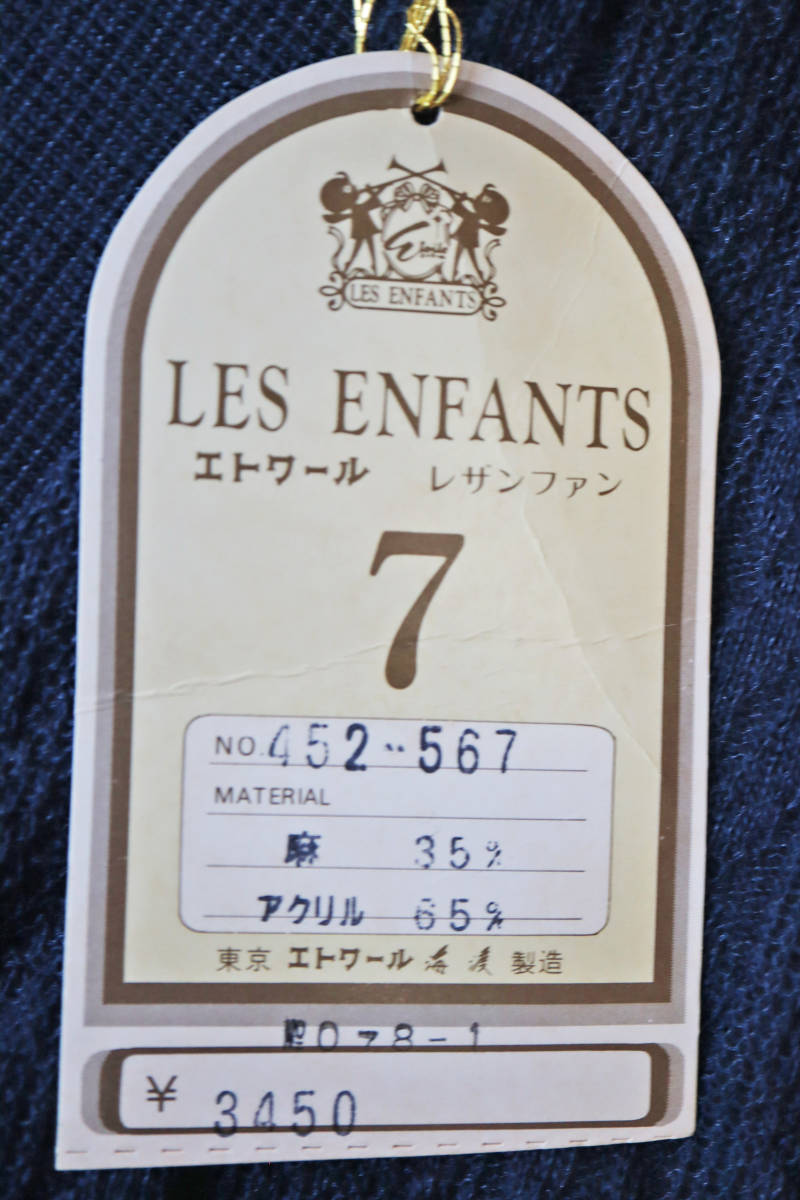 Etoile
LES ENFANTS
LES ENFANTS
エトワール レザンファン
7
NO. 452-567
MATERIAL
麻 35%
アクリル 65%
東京 エトワール 海渡 製造
078-1
¥ 3450